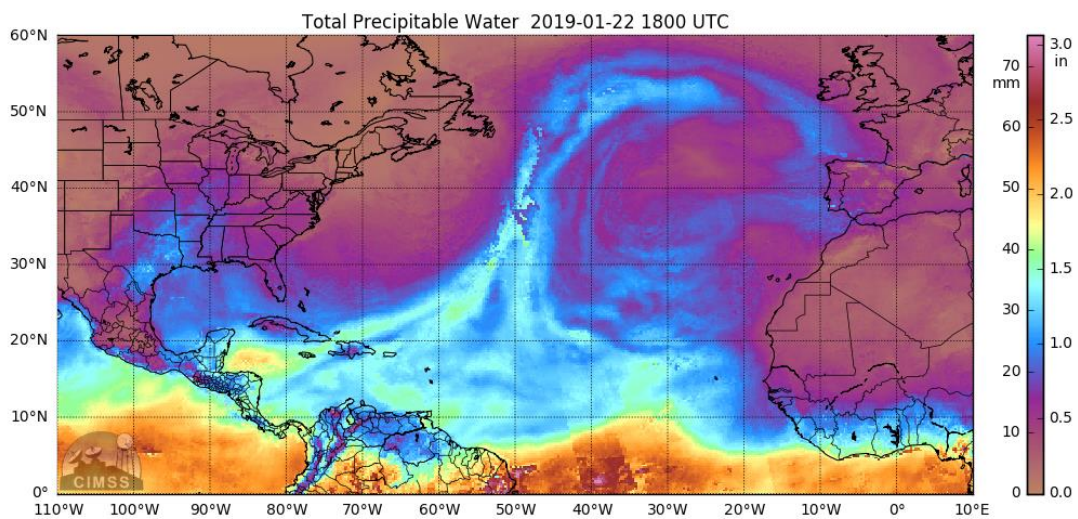 Total Precipitable Water 2019-01-22 1800 UTC
60°N
50°N
40°N
30°N
20°N
10°N
0°
110°W 100°W 90°W 80°W 70°W 60°W 50°W 40°W 30°W 20°W 10°W 0° 10°E
CIMSS
70 3.0
mm in
60 2.5
50 2.0
40
30 1.5
20 1.0
10 0.5
0 0.0